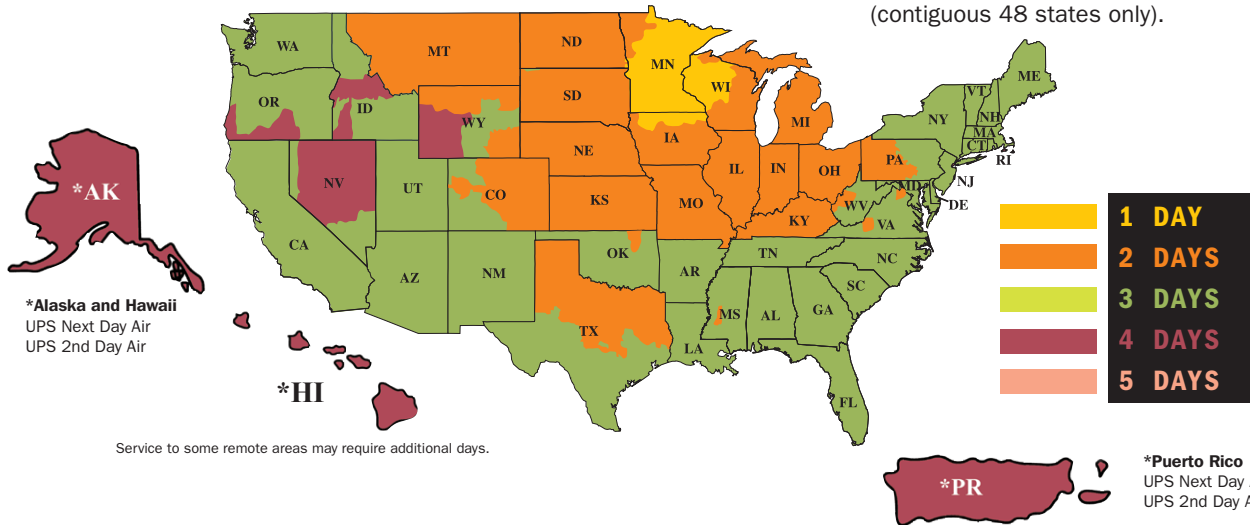 (contiguous 48 states only).
WA
MT
ND
MN
WI
MI
ME
VT
NH
NY
MA
CT
RI
OR
ID
WY
SD
IA
NE
IL
IN
OH
PA
NJ
MD
DE
WV
VA
NV
UT
CO
KS
MO
KY
CA
AZ
NM
OK
AR
TN
NC
SC
TX
LA
MS
AL
GA
FL
*AK
*Alaska and Hawaii
UPS Next Day Air
UPS 2nd Day Air
*HI
1 DAY
2 DAYS
3 DAYS
4 DAYS
5 DAYS
Service to some remote areas may require additional days.
*PR
*Puerto Rico
UPS Next Day
UPS 2nd Day A